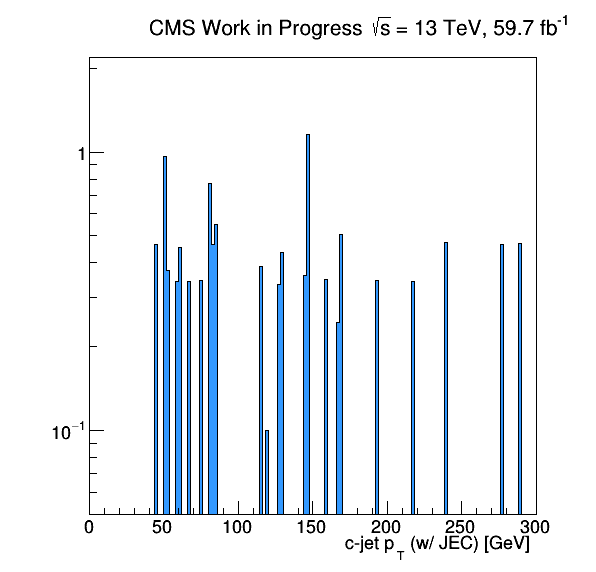 CMS Work in Progress √s = 13 TeV, 59.7 fb⁻¹
1
10⁻¹
0 50 100 150 200 250 300
c-jet p_T (w/ JEC) [GeV]